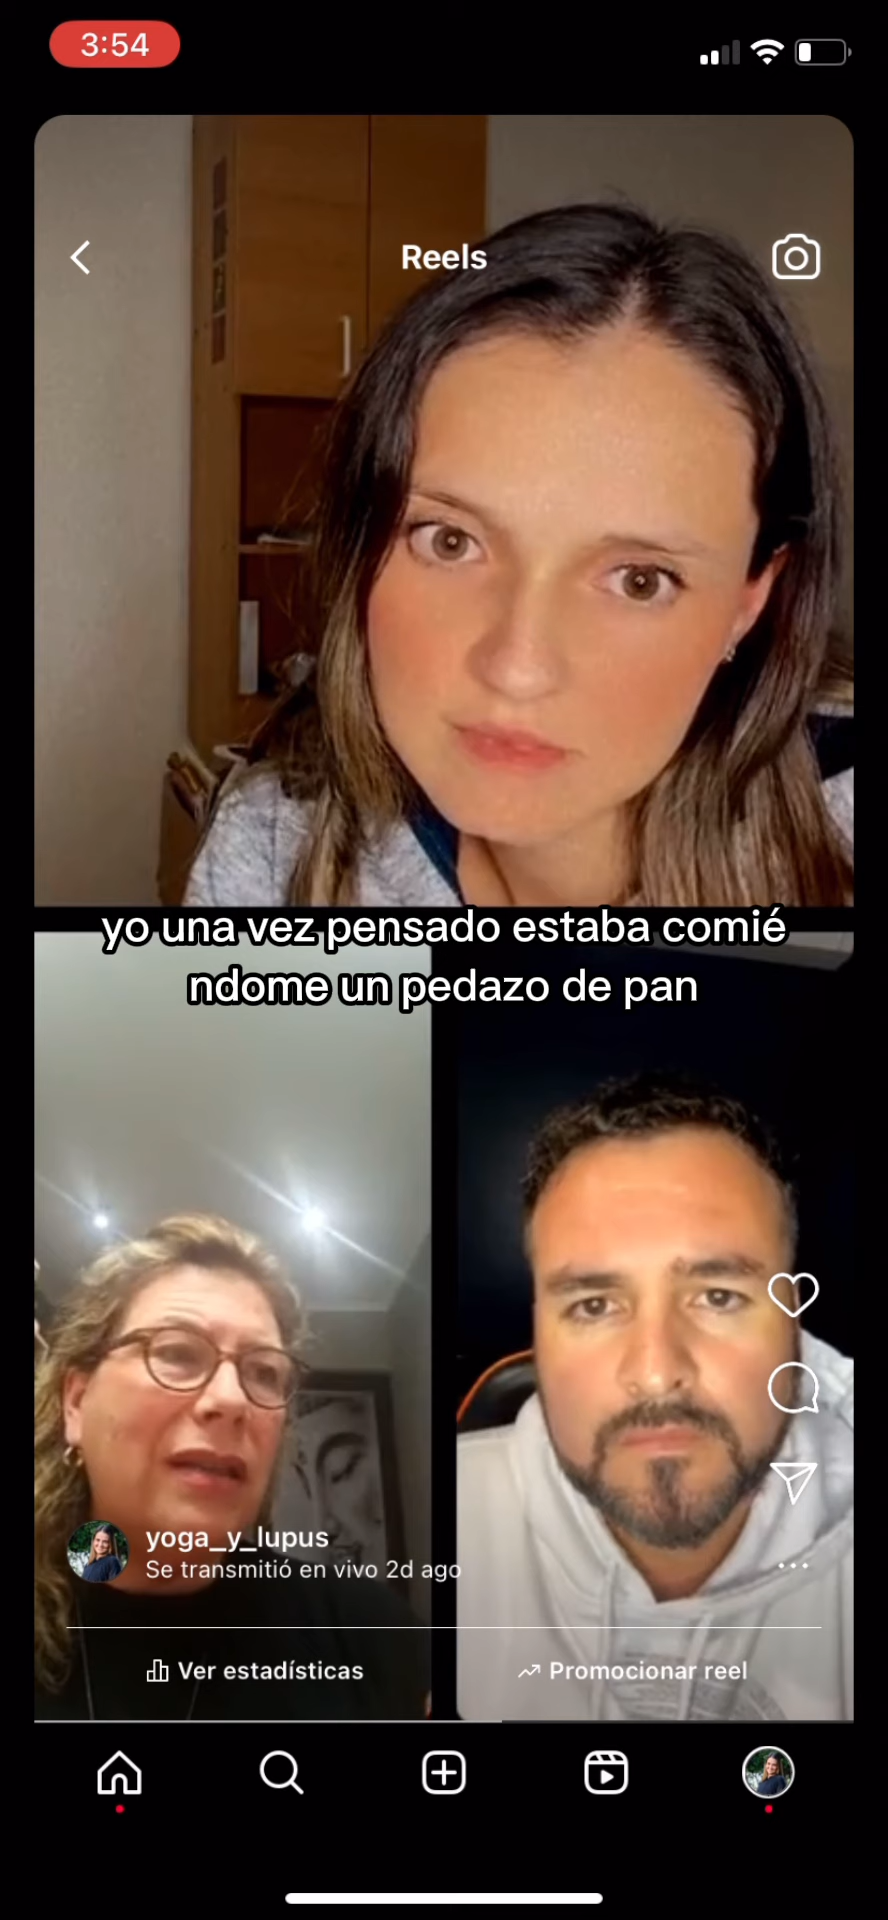 3:54
Reels
yo una vez pensado estaba comié
ndome un pedazo de pan
yoga_y_lupus
Se transmitió en vivo 2d ago
Ver estadísticas
Promocionar reel